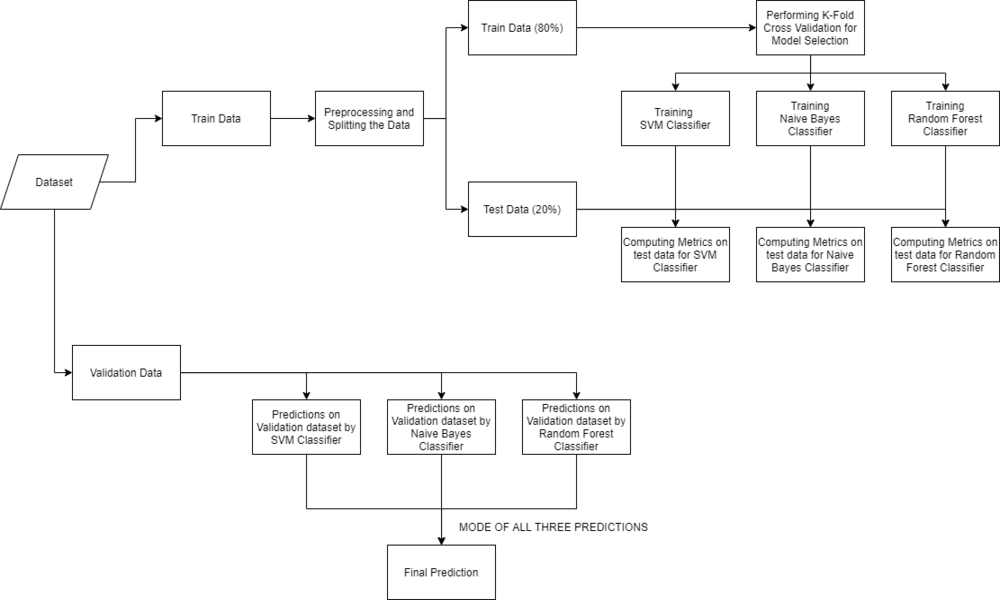 Train Data (80%)
Performing K-Fold
Cross Validation for
Model Selection
Train Data
Preprocessing and
Splitting the Data
Training
SVM Classifier
Training
Naive Bayes
Classifier
Training
Random Forest
Classifier
Dataset
Test Data (20%)
Computing Metrics on
test data for SVM
Classifier
Computing Metrics on
test data for Naive
Bayes Classifier
Computing Metrics on
test data for Random
Forest Classifier
Validation Data
Predictions on
Validation dataset by
SVM Classifier
Predictions on
Validation dataset by
Naive Bayes
Classifier
Predictions on
Validation dataset by
Random Forest
Classifier
MODE OF ALL THREE PREDICTIONS
Final Prediction